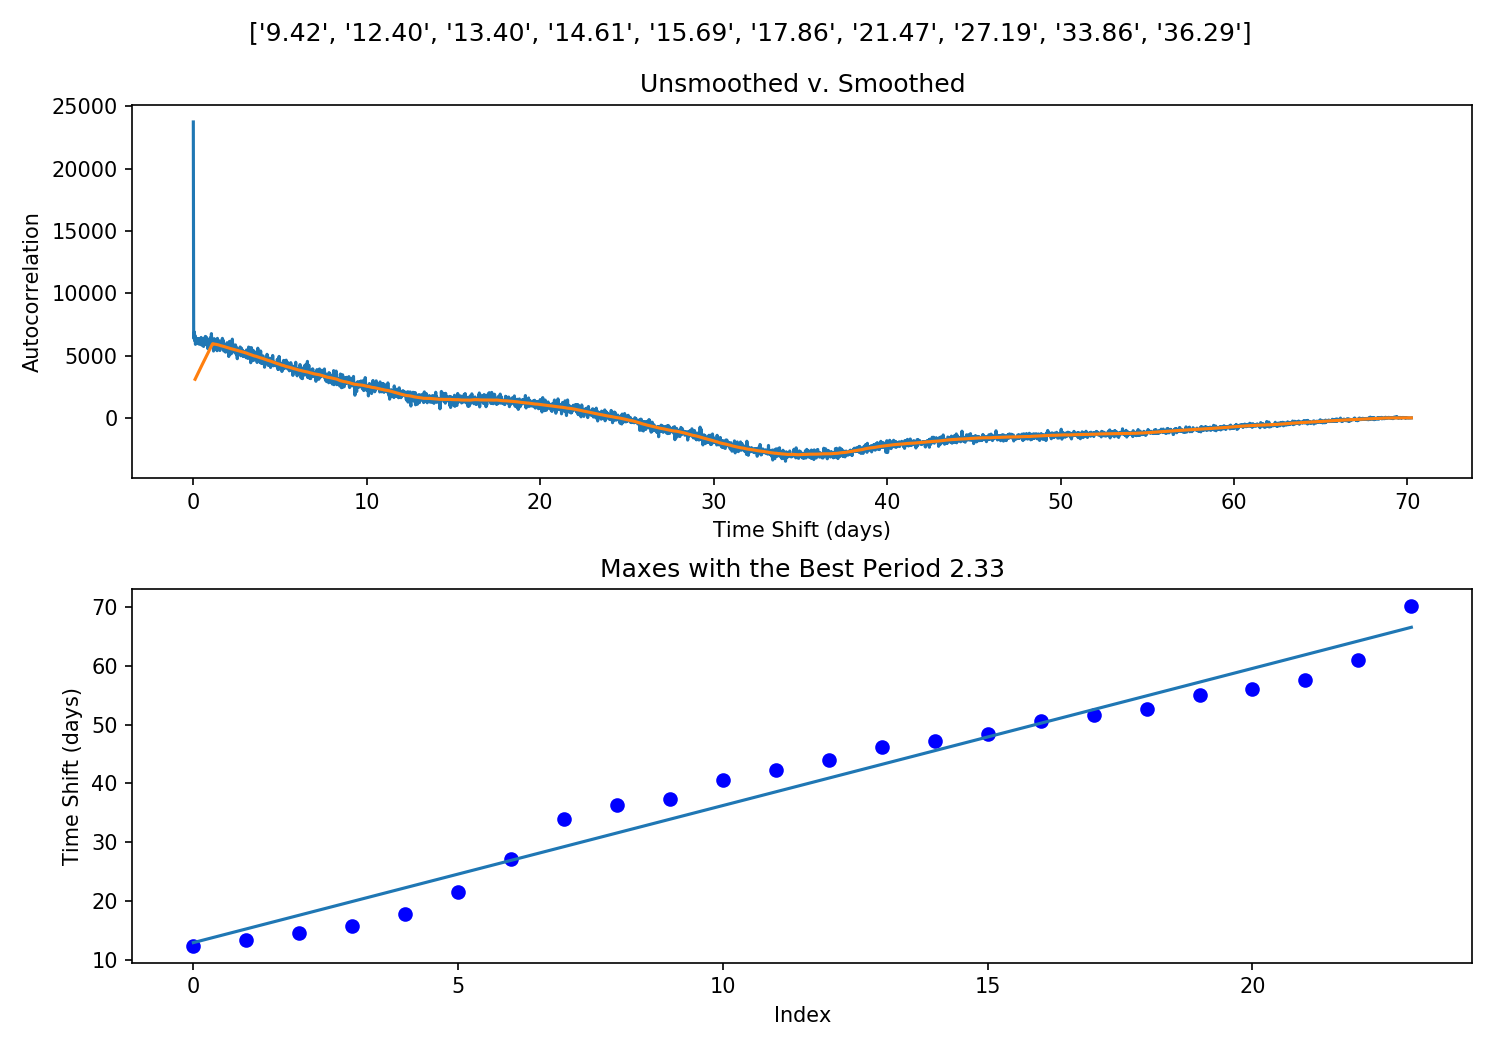 ['9.42', '12.40', '13.40', '14.61', '15.69', '17.86', '21.47', '27.19', '33.86', '36.29']
Unsmoothed v. Smoothed
25000
20000
15000
10000
5000
0
Autocorrelation
0 10 20 30 40 50 60 70
Time Shift (days)
Maxes with the Best Period 2.33
70
60
50
40
30
20
10
Time Shift (days)
0 5 10 15 20
Index